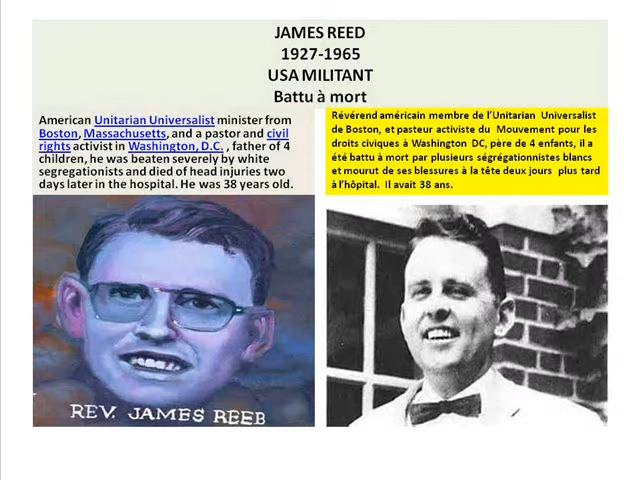 JAMES REED
1927-1965
USA MILITANT
Battu à mort
American Unitarian Universalist minister from
Boston, Massachusetts, and a pastor and civil
rights activist in Washington, D.C. , father of 4
children, he was beaten severely by white
segregationists and died of head injuries two
days later in the hospital. He was 38 years old.
Révérend américain membre de l'Unitarian Universalist
de Boston, et pasteur activiste du Mouvement pour les
droits civiques à Washington DC, père de 4 enfants, il a
été battu à mort par plusieurs ségrégationnistes blancs
et mourut de ses blessures à la tête deux jours plus tard
à l'hôpital. Il avait 38 ans.
REV. JAMES REEB